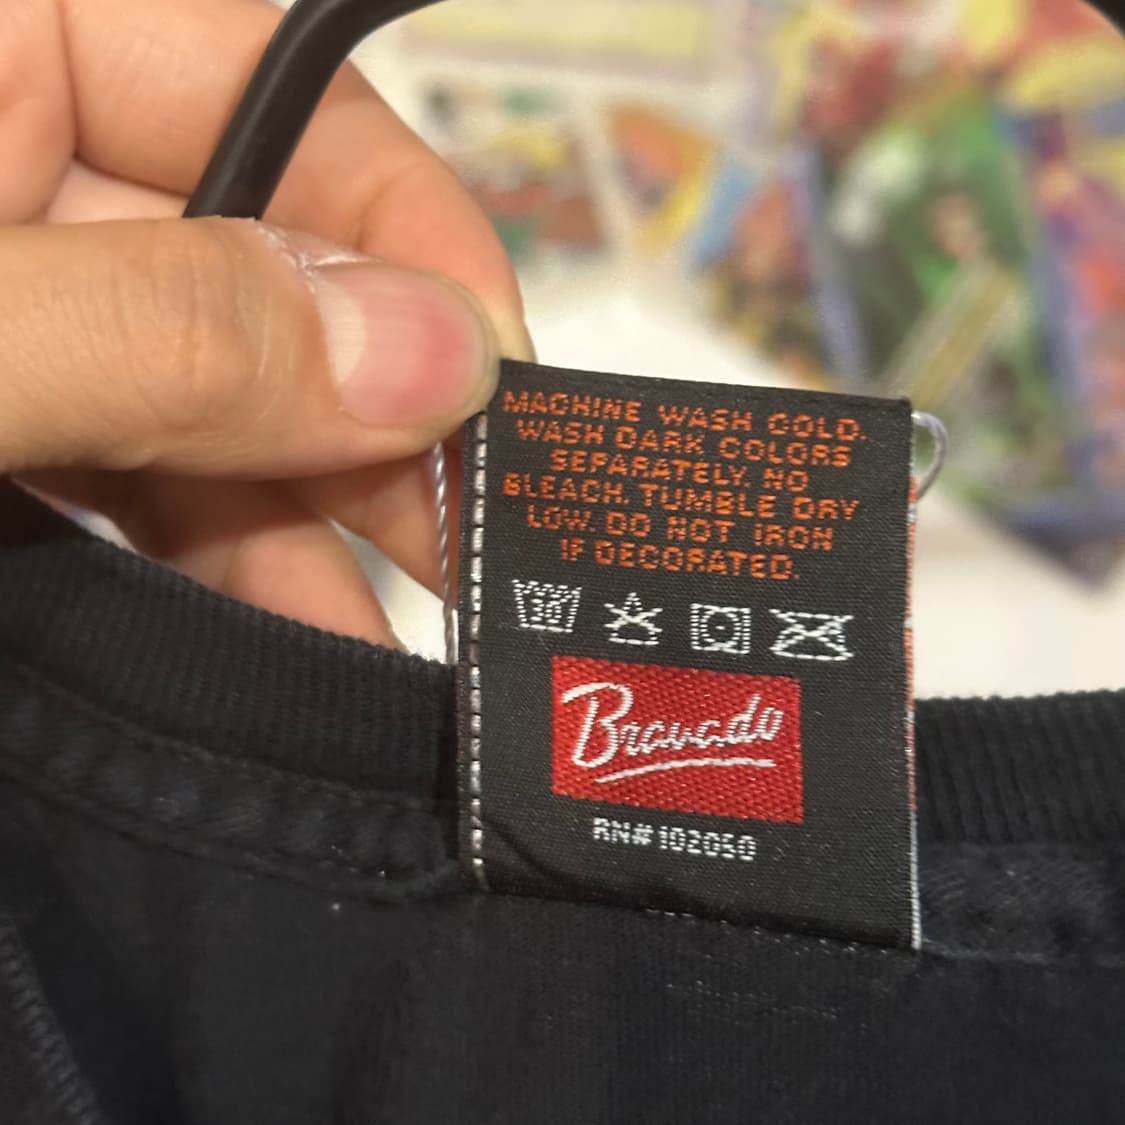 MACHINE WASH COLD.
WASH DARK COLORS
SEPARATELY. NO
BLEACH. TUMBLE DRY
LOW. DO NOT IRON
IF DECORATED.
30
Bravado
RN# 102050